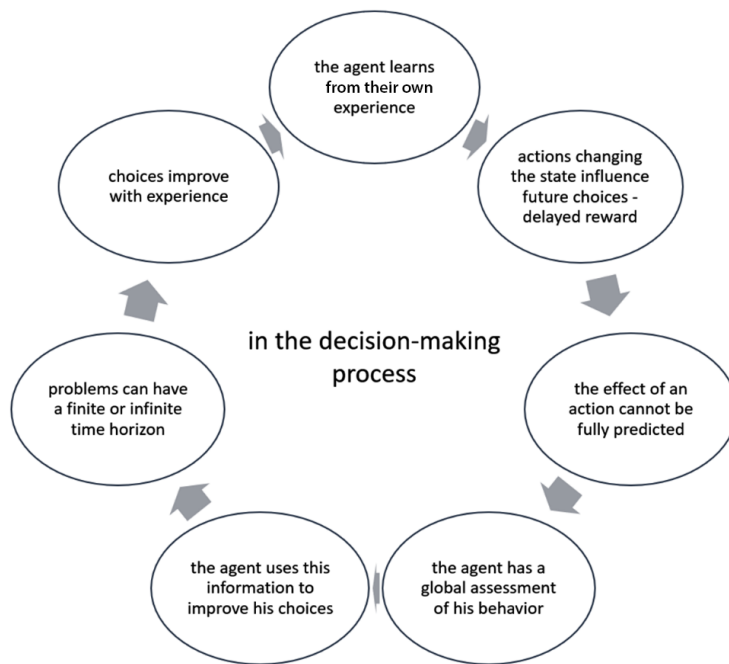 the agent learns
from their own
experience
actions changing
the state influence
future choices -
delayed reward
the effect of an
action cannot be
fully predicted
the agent has a
global assessment
of his behavior
the agent uses this
information to
improve his choices
problems can have
a finite or infinite
time horizon
choices improve
with experience
in the decision-making
process